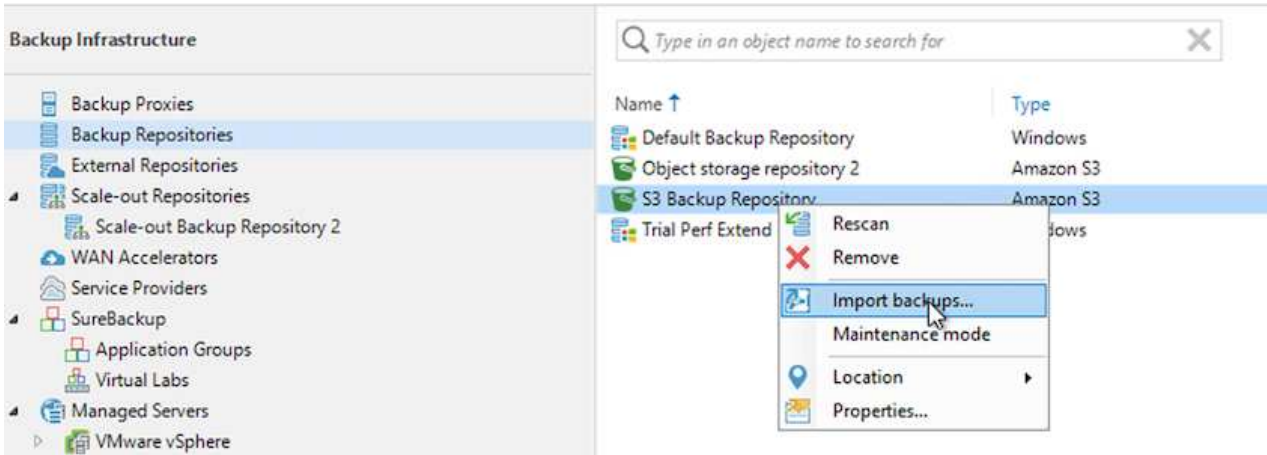 Backup Infrastructure
Type in an object name to search for
Backup Proxies
Backup Repositories
External Repositories
Scale-out Repositories
Scale-out Backup Repository 2
WAN Accelerators
Service Providers
SureBackup
Application Groups
Virtual Labs
Managed Servers
VMware vSphere
Name Type
Default Backup Repository Windows
Object storage repository 2 Amazon S3
S3 Backup Repository Amazon S3
Trial Perf Extend dows
Rescan
Remove
Import backups...
Maintenance mode
Location
Properties...